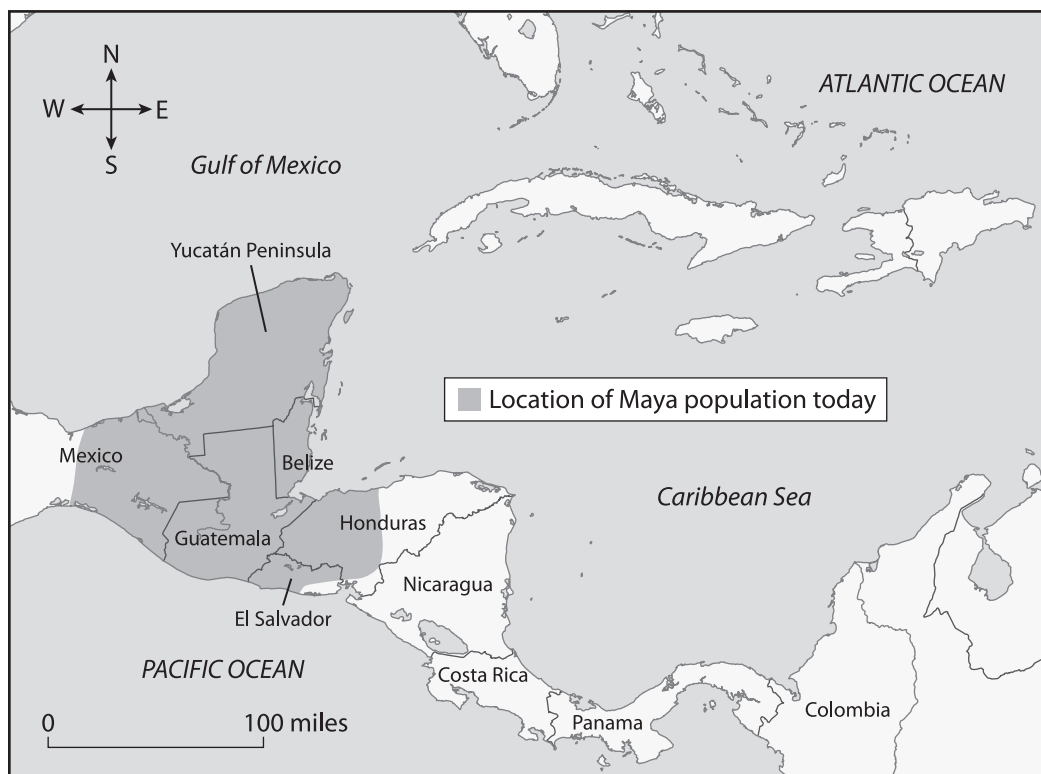 N
W E
S
ATLANTIC OCEAN
Gulf of Mexico
Yucatán Peninsula
Location of Maya population today
Mexico
Belize
Caribbean Sea
Guatemala
Honduras
Nicaragua
El Salvador
PACIFIC OCEAN
Costa Rica
Panama
Colombia
0 100 miles